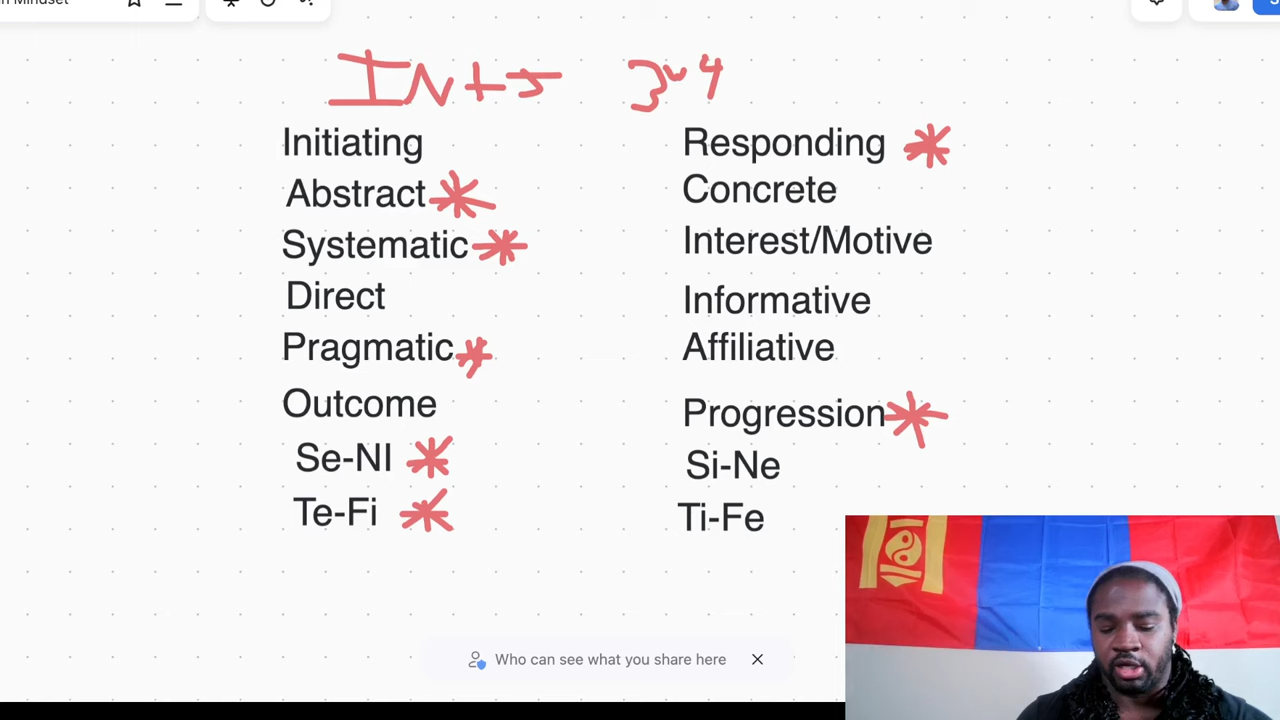 n Mindset
INtJ 3w4
Initiating
Responding
Abstract
Concrete
Systematic
Interest/Motive
Direct
Informative
Pragmatic
Affiliative
Outcome
Progression
Se-NI
Si-Ne
Te-Fi
Ti-Fe
Who can see what you share here